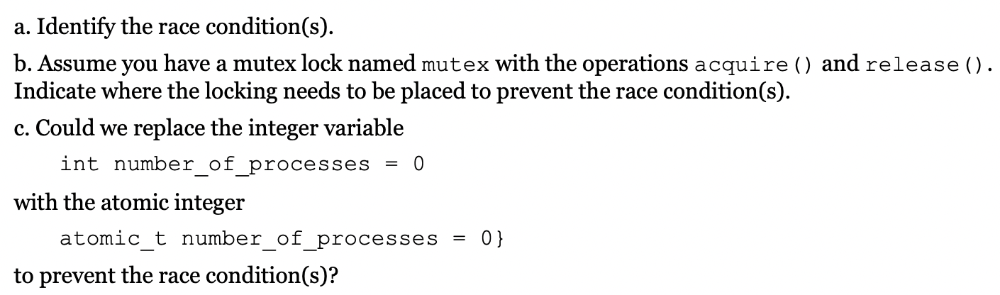 a. Identify the race condition(s).
b. Assume you have a mutex lock named mutex with the operations acquire() and release().
Indicate where the locking needs to be placed to prevent the race condition(s).
c. Could we replace the integer variable
int number_of_processes = 0
with the atomic integer
atomic_t number_of_processes = 0}
to prevent the race condition(s)?